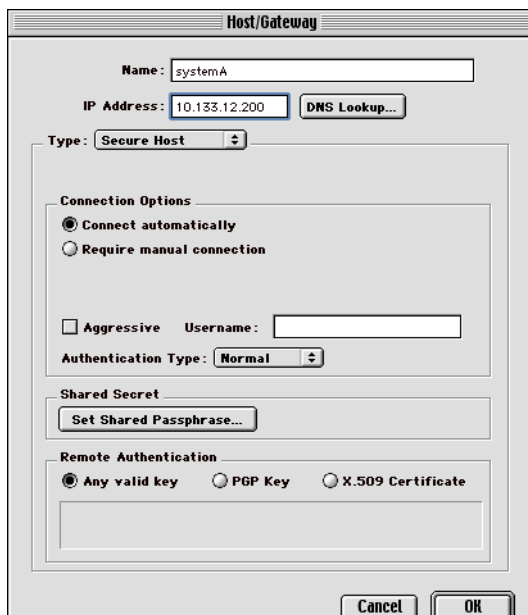 Host/Gateway
Name: systemA
IP Address: 10.133.12.200 DNS Lookup...
Type: Secure Host
Connection Options
Connect automatically
Require manual connection
Aggressive Username:
Authentication Type: Normal
Shared Secret
Set Shared Passphrase...
Remote Authentication
Any valid key PGP Key X.509 Certificate
Cancel OK